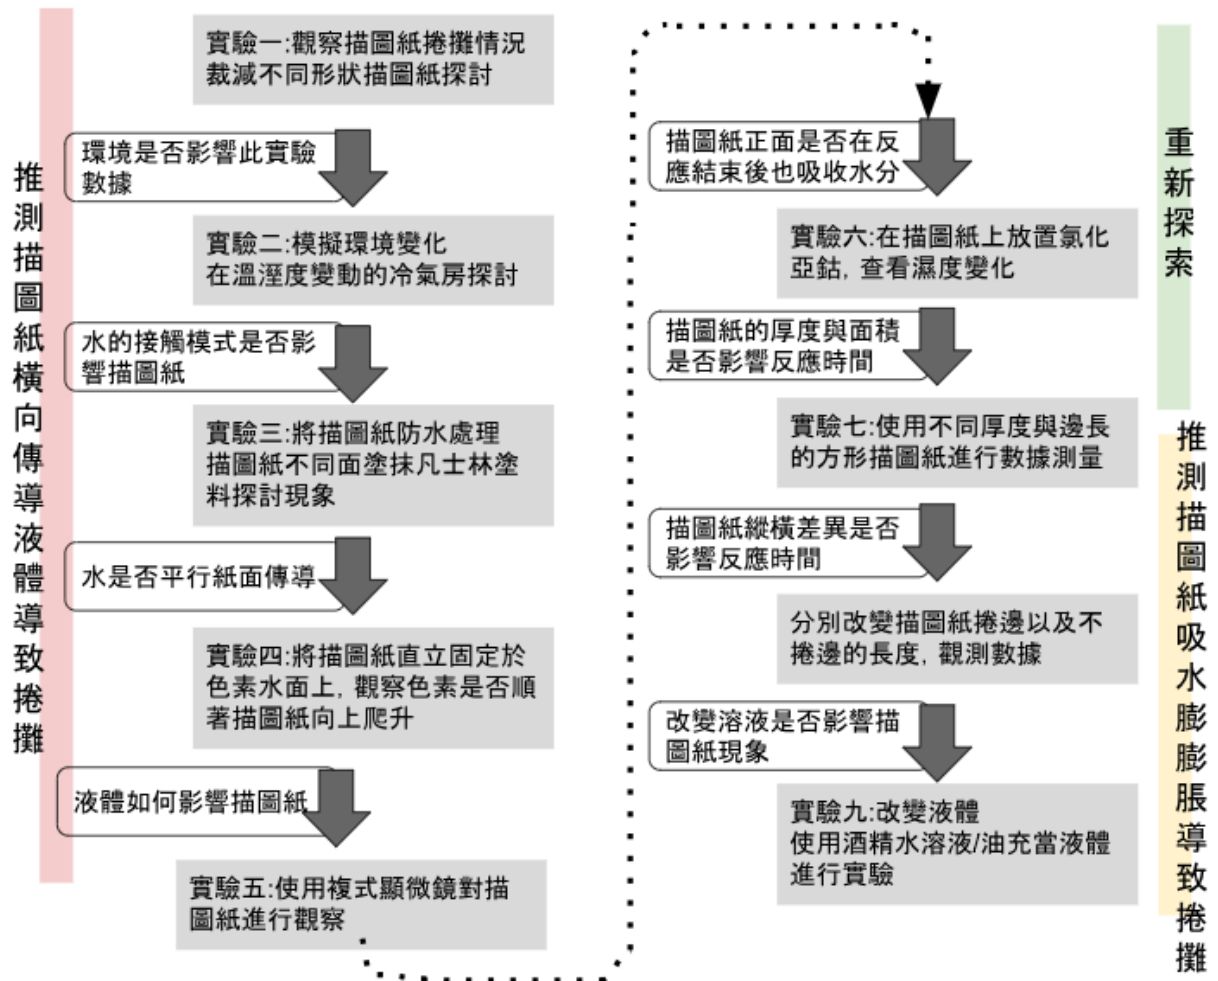 推測描圖紙橫向傳導液體導致捲攤
實驗一:觀察描圖紙捲攤情況
裁減不同形狀描圖紙探討
環境是否影響此實驗
數據
實驗二:模擬環境變化
在溫溼度變動的冷氣房探討
水的接觸模式是否影
響描圖紙
實驗三:將描圖紙防水處理
描圖紙不同面塗抹凡士林塗
料探討現象
水是否平行紙面傳導
實驗四:將描圖紙直立固定於
色素水面上, 觀察色素是否順
著描圖紙向上爬升
液體如何影響描圖紙
實驗五:使用複式顯微鏡對描
圖紙進行觀察
重新探索
描圖紙正面是否在反
應結束後也吸收水分
實驗六:在描圖紙上放置氯化
亞鈷, 查看濕度變化
描圖紙的厚度與面積
是否影響反應時間
實驗七:使用不同厚度與邊長
的方形描圖紙進行數據測量
推測描圖紙吸水膨膨脹導致捲攤
描圖紙縱橫差異是否
影響反應時間
分別改變描圖紙捲邊以及不
捲邊的長度, 觀測數據
改變溶液是否影響描
圖紙現象
實驗九:改變液體
使用酒精水溶液/油充當液體
進行實驗